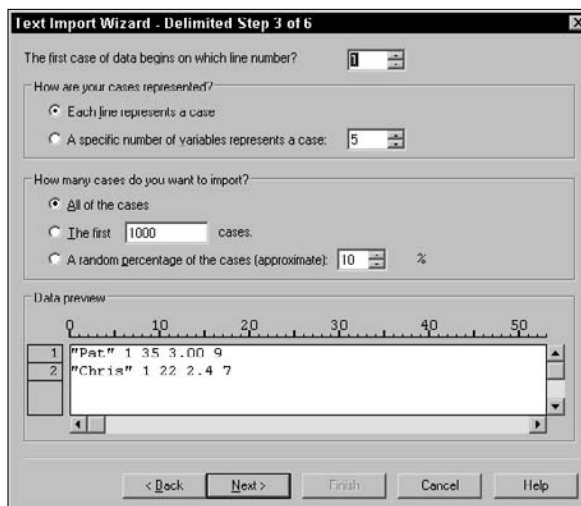 Text Import Wizard - Delimited Step 3 of 6
The first case of data begins on which line number? 1
How are your cases represented?
Each line represents a case
A specific number of variables represents a case: 5
How many cases do you want to import?
All of the cases
The first 1000 cases.
A random percentage of the cases (approximate): 10 %
Data preview
0 10 20 30 40 50
1 "Pat" 1 35 3.00 9
2 "Chris" 1 22 2.4 7
< Back Next > Finish Cancel Help